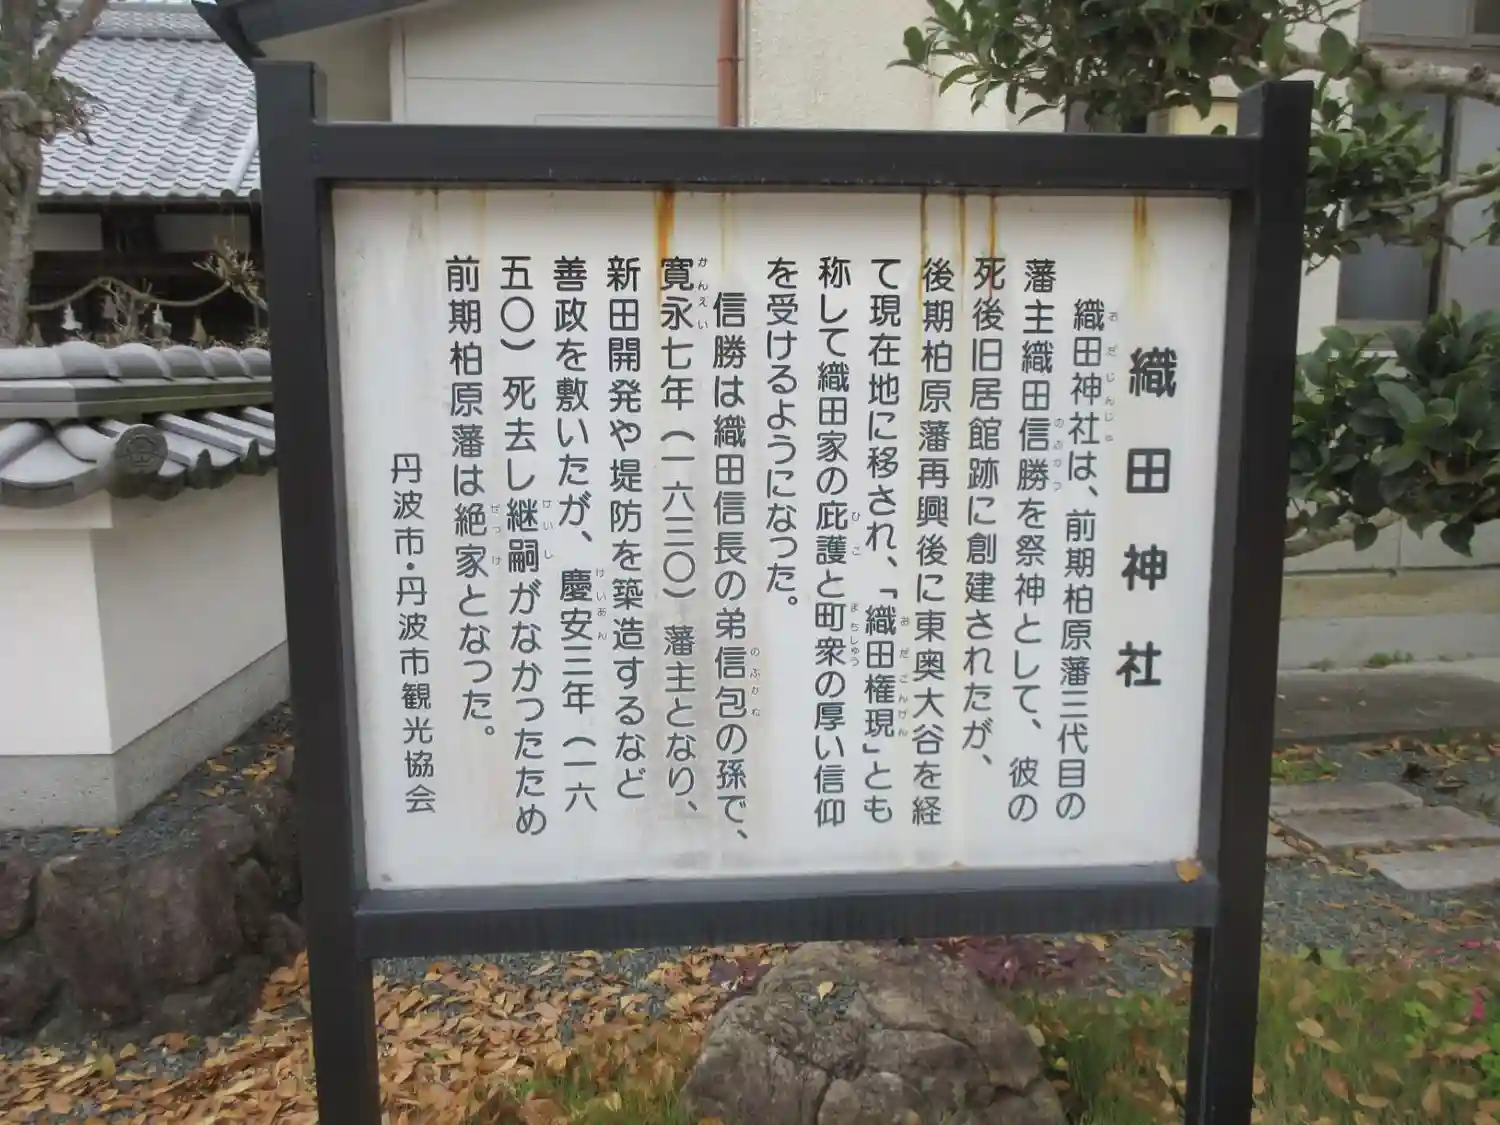 織田神社
織田神社は、前期柏原藩三代目の
藩主織田信勝を祭神として、彼の
死後旧居館跡に創建されたが、
後期柏原藩再興後に東奥大谷を経
て現在地に移され、「織田権現」とも
称して織田家の庇護と町衆の厚い信仰
を受けるようになった。
信勝は織田信長の弟信包の孫で、
寛永七年（一六三〇）藩主となり、
新田開発や堤防を築造するなど
善政を敷いたが、慶安三年（一六
五〇）死去し継嗣がなかったため
前期柏原藩は絶家となった。
丹波市・丹波市観光協会